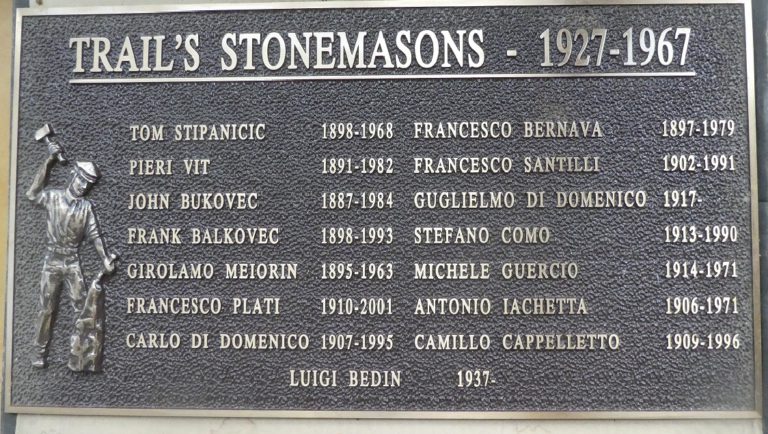 TRAIL'S STONEMASONS - 1927-1967
TOM STIPANICIC 1898-1968 FRANCESCO BERNAVA 1897-1979
PIERI VIT 1891-1982 FRANCESCO SANTILLI 1902-1991
JOHN BUKOVEC 1887-1984 GUGLIELMO DI DOMENICO 1917-
FRANK BALKOVEC 1898-1993 STEFANO COMO 1913-1990
GIROLAMO MEIORIN 1895-1963 MICHELE GUERCIO 1914-1971
FRANCESCO PLATI 1910-2001 ANTONIO IACHETTA 1906-1971
CARLO DI DOMENICO 1907-1995 CAMILLO CAPPELLETTO 1909-1996
LUIGI BEDIN 1937-